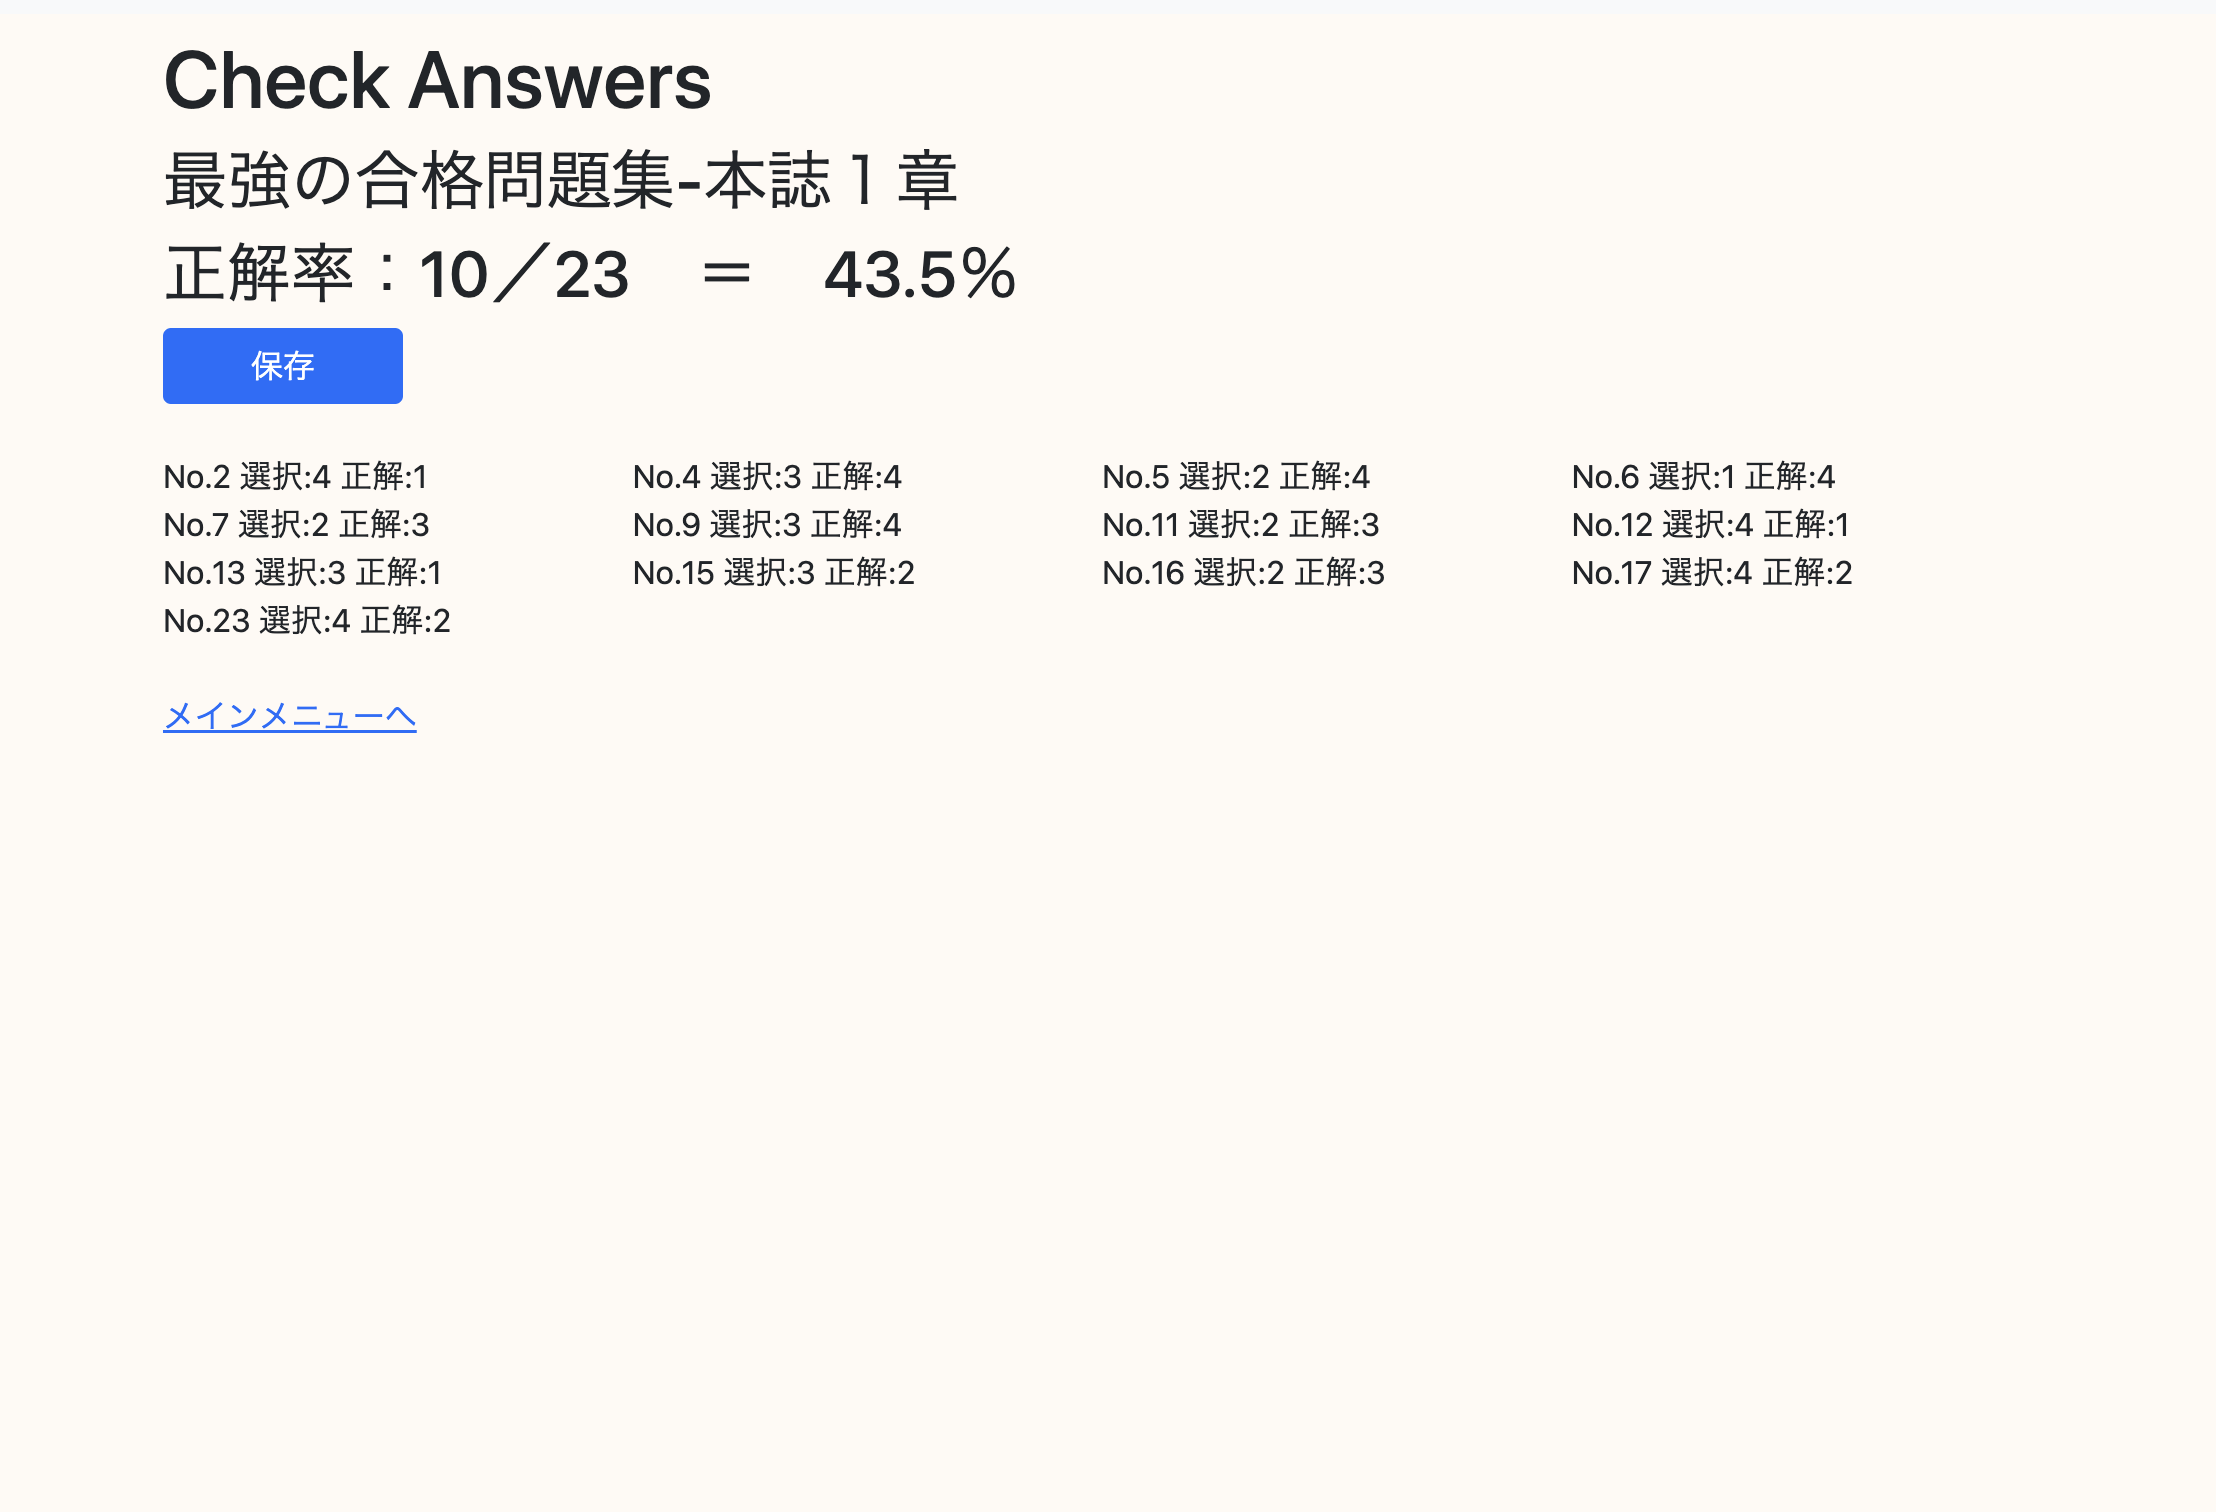 Check Answers
最強の合格問題集-本誌１章
正解率：10／23　＝　43.5％
保存
No.2 選択:4 正解:1 No.4 選択:3 正解:4 No.5 選択:2 正解:4 No.6 選択:1 正解:4
No.7 選択:2 正解:3 No.9 選択:3 正解:4 No.11 選択:2 正解:3 No.12 選択:4 正解:1
No.13 選択:3 正解:1 No.15 選択:3 正解:2 No.16 選択:2 正解:3 No.17 選択:4 正解:2
No.23 選択:4 正解:2
メインメニューへ